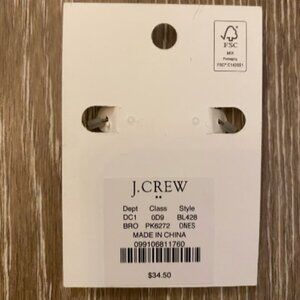 FSC
MIX
Packaging
J.CREW
Dept Class Style
DC1 0D9 BL428
BRO PK6272 ONES
MADE IN CHINA
099106811760
$34.50